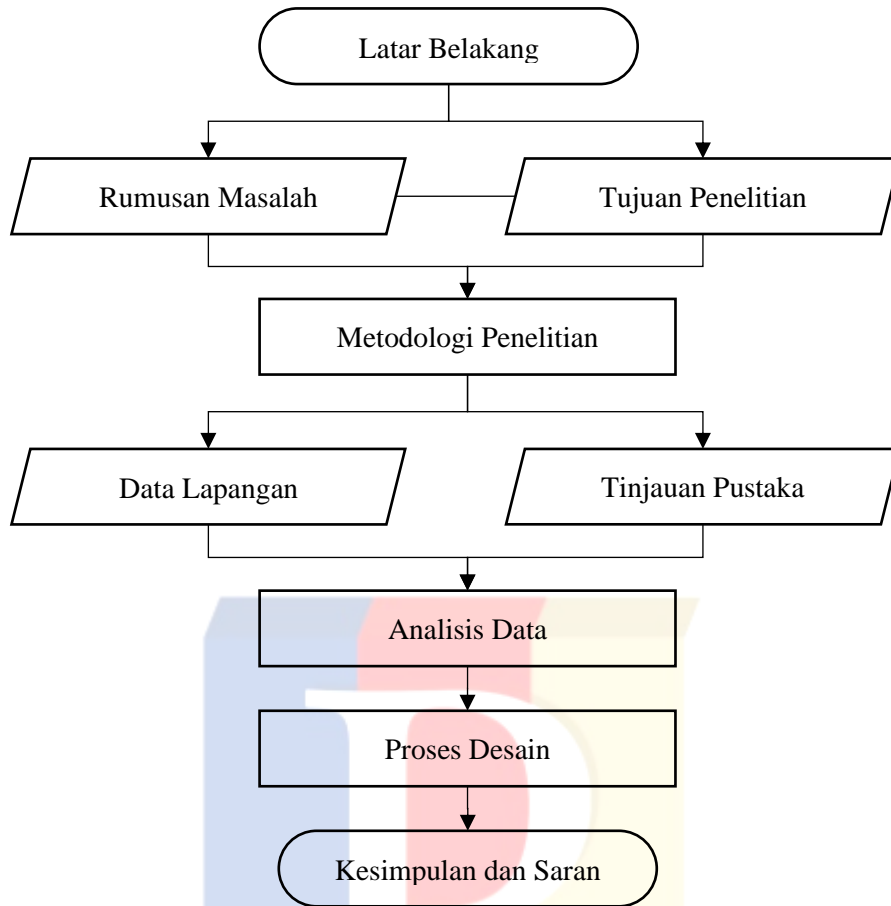 Latar Belakang
Rumusan Masalah
Tujuan Penelitian
Metodologi Penelitian
Data Lapangan
Tinjauan Pustaka
Analisis Data
Proses Desain
Kesimpulan dan Saran